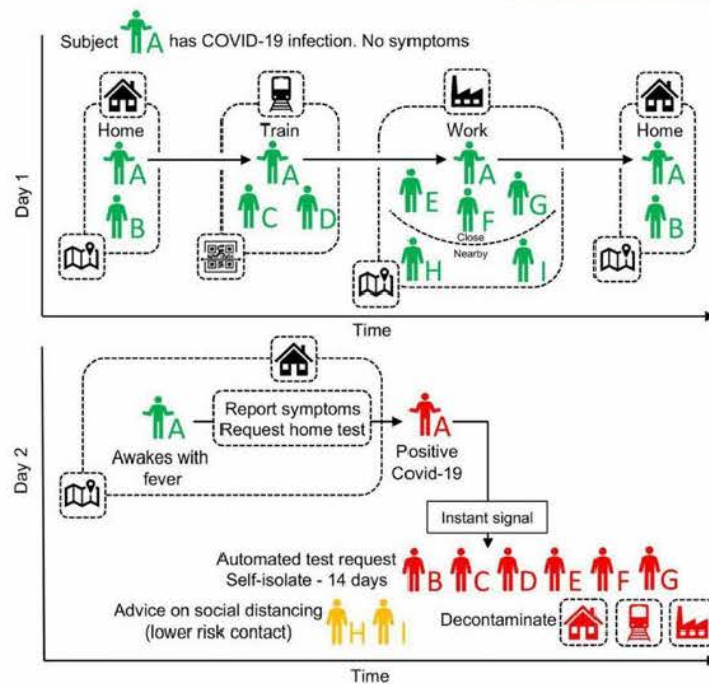 Subject A has COVID-19 infection. No symptoms
Home
Train
Work
Home
A
A
A
A
B
C D
E F G
B
Close
Nearby
H I
Day 1
Time
A
Report symptoms
Request home test
A
Awakes with
fever
Positive
Covid-19
Instant signal
Automated test request
Self-isolate - 14 days
B C D E F G
Advice on social distancing
(lower risk contact)
H I
Decontaminate
Day 2
Time